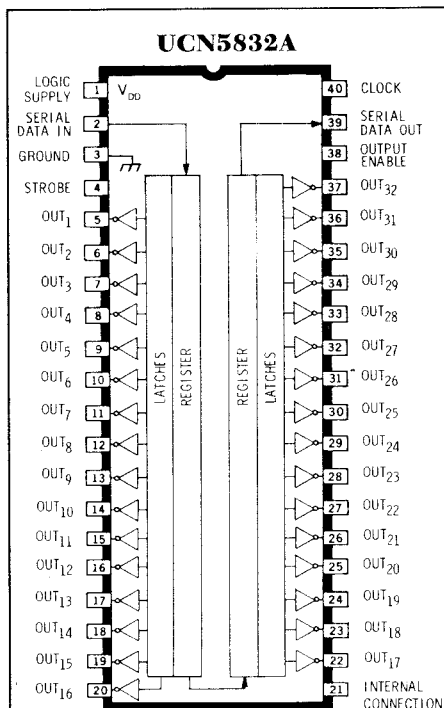 UCN5832A
LOGIC
SUPPLY
1
V_DD
40
CLOCK
SERIAL
DATA IN
2
39
SERIAL
DATA OUT
GROUND
3
38
OUTPUT
ENABLE
STROBE
4
37
OUT32
OUT1
5
36
OUT31
OUT2
6
35
OUT30
OUT3
7
34
OUT29
OUT4
8
33
OUT28
OUT5
9
32
OUT27
OUT6
10
31
OUT26
OUT7
11
30
OUT25
OUT8
12
29
OUT24
OUT9
13
28
OUT23
OUT10
14
27
OUT22
OUT11
15
26
OUT21
OUT12
16
25
OUT20
OUT13
17
24
OUT19
OUT14
18
23
OUT18
OUT15
19
22
OUT17
OUT16
20
21
INTERNAL
CONNECTION
LATCHES
REGISTER
REGISTER
LATCHES